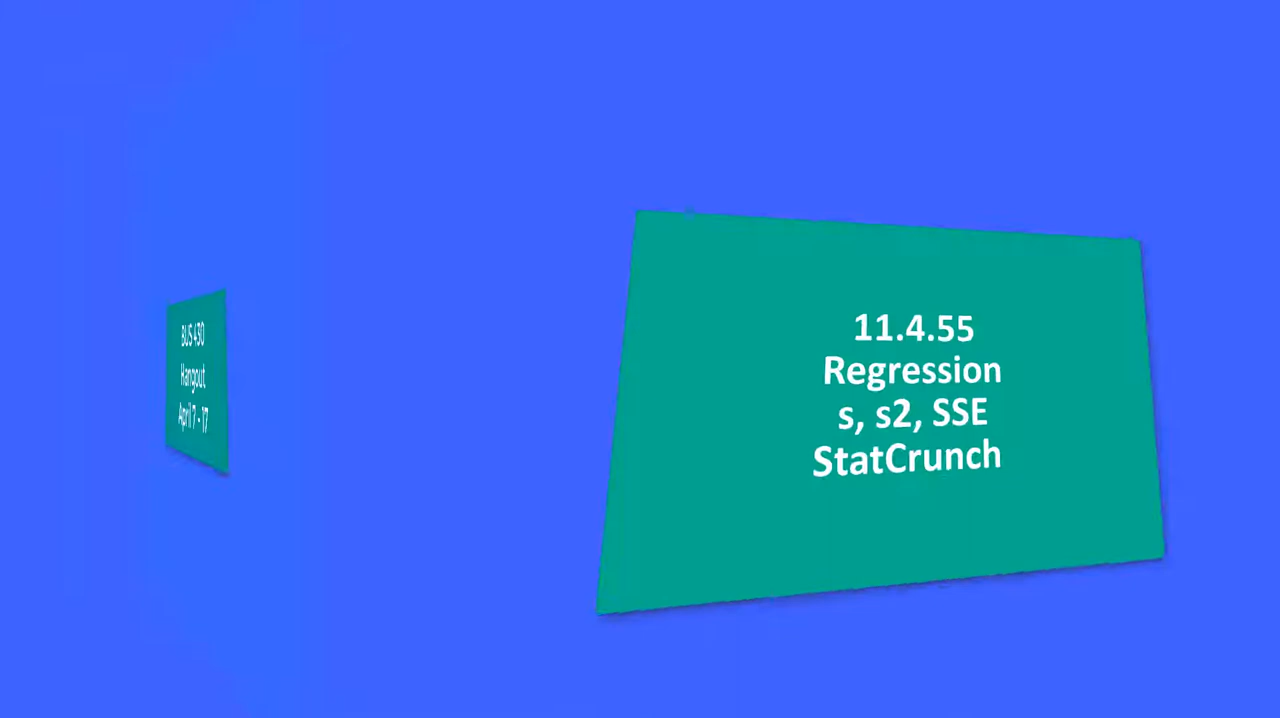 BUS 430
Hangout
April 7 - 17
11.4.55
Regression
s, s2, SSE
StatCrunch